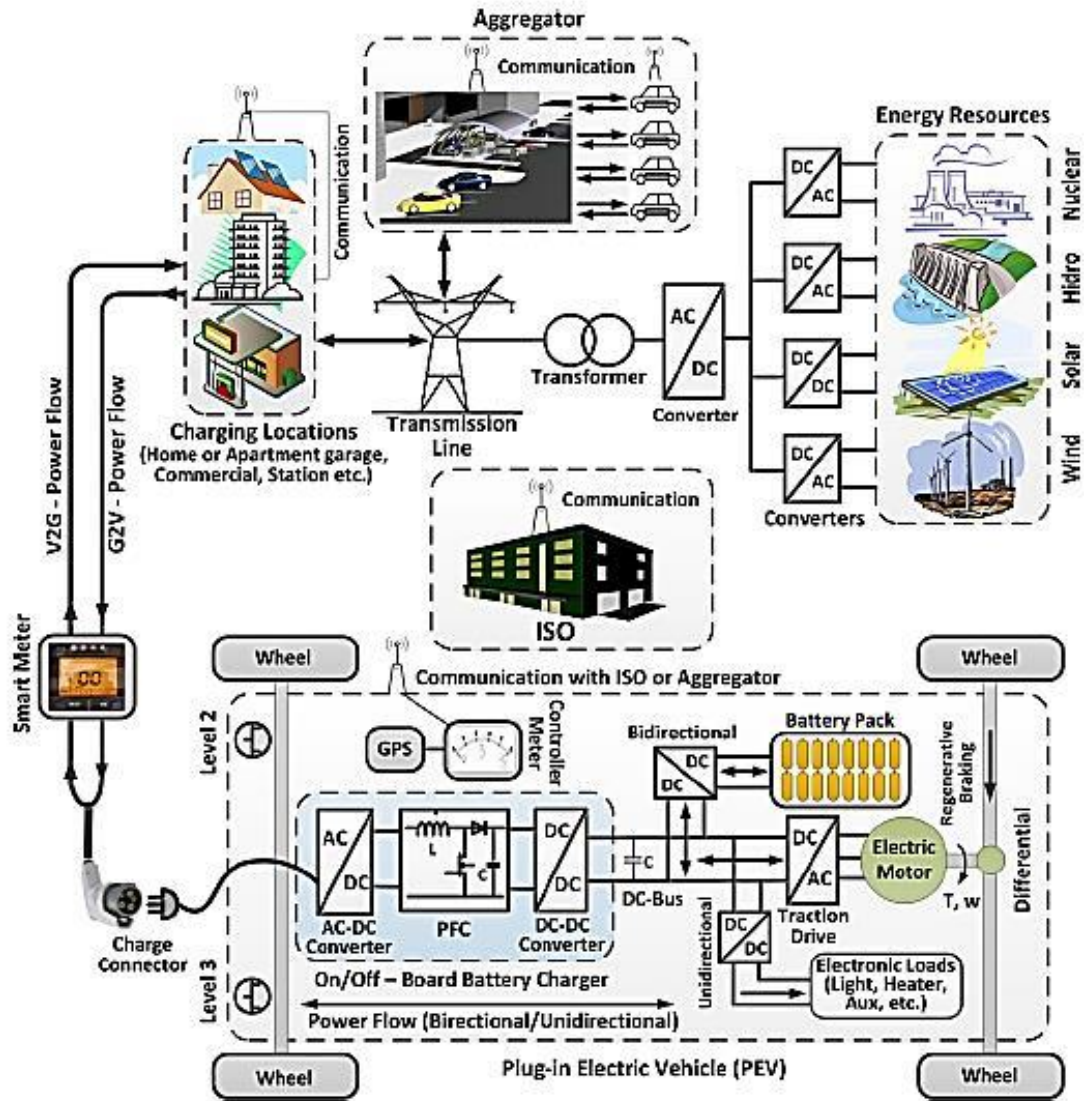 Aggregator
Communication
Energy Resources
Communication
DC
AC
Nuclear
DC
AC
Hidro
AC
DC
DC
DC
Solar
Transformer
Converter
Transmission
Line
Charging Locations
(Home or Apartment garage,
Commercial, Station etc.)
DC
AC
Wind
Converters
Communication
ISO
V2G - Power Flow
G2V - Power Flow
Smart Meter
00
Wheel
Wheel
Communication with ISO or Aggregator
Level 2
GPS
Controller
Meter
Bidirectional
DC
DC
Battery Pack
Regenerative
Braking
AC
DC
L
C
DC
DC
C
DC-Bus
DC
AC
Electric
Motor
T, w
Differential
AC-DC
Converter
PFC
DC-DC
Converter
Traction
Drive
Charge
Connector
Unidirectional
DC
DC
On/Off – Board Battery Charger
Electronic Loads
(Light, Heater,
Aux, etc.)
Level 3
Power Flow (Birectional/Unidirectional)
Wheel
Plug-in Electric Vehicle (PEV)
Wheel